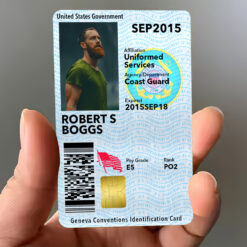 United States Government
SEP2015
Affiliation
Uniformed
Services
Agency/Department
Coast Guard
Expires
2015SEP18
ROBERT S
BOGGS
Pay Grade
E5
Rank
PO2
Geneva Conventions Identification Card